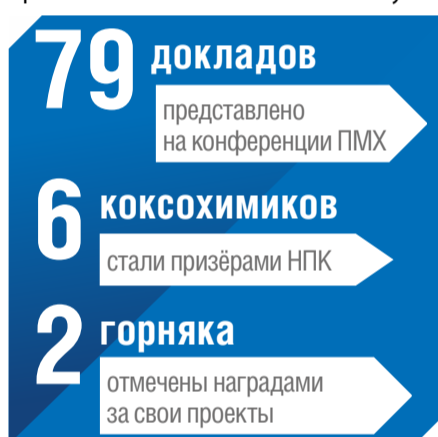 79 докладов
представлено
на конференции ПМХ
6 коксохимиков
стали призёрами НПК
2 горняка
отмечены наградами
за свои проекты